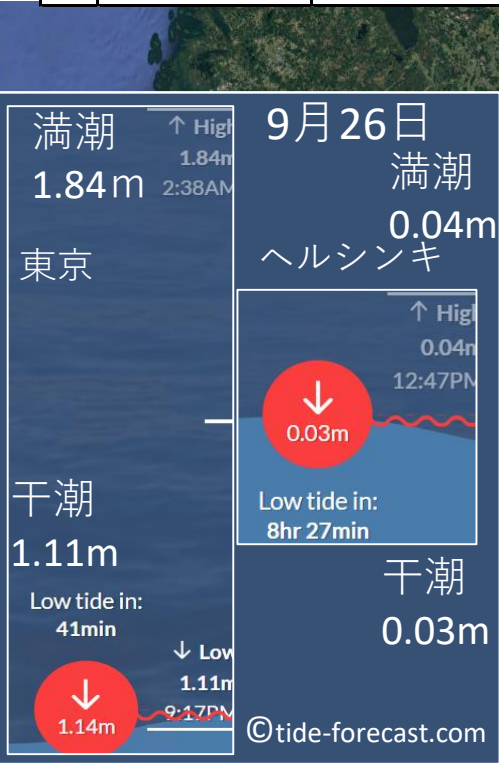 満潮
1.84m
↑ High
1.84m
2:38AM
東京
干潮
1.11m
Low tide in:
41min
↓ Low
1.11m
9:17PM
↓
1.14m
9月26日
満潮
0.04m
ヘルシンキ
↑ High
0.04m
12:47PM
↓
0.03m
Low tide in:
8hr 27min
干潮
0.03m
©tide-forecast.com